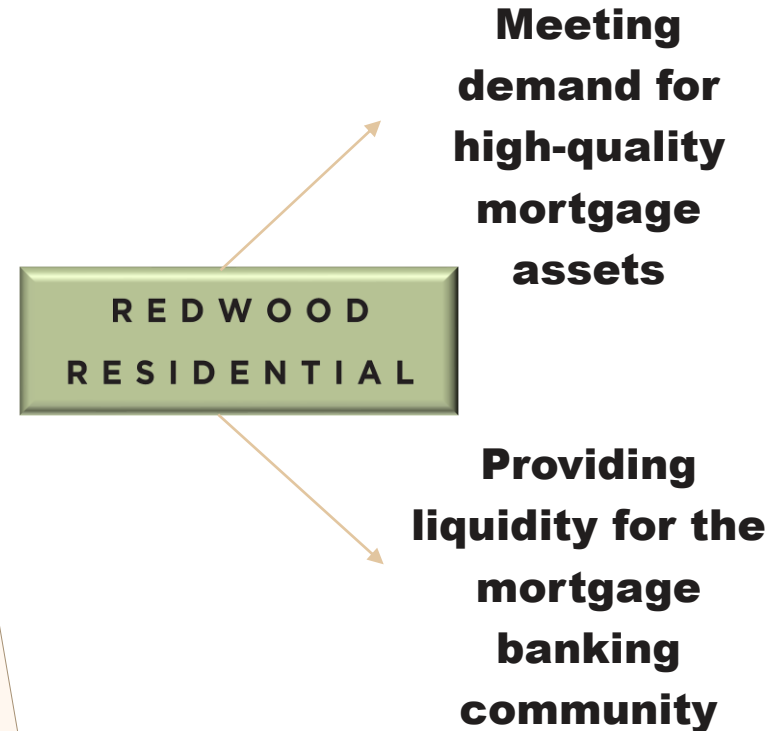 Meeting
demand for
high-quality
mortgage
assets
REDWOOD
RESIDENTIAL
Providing
liquidity for the
mortgage
banking
community